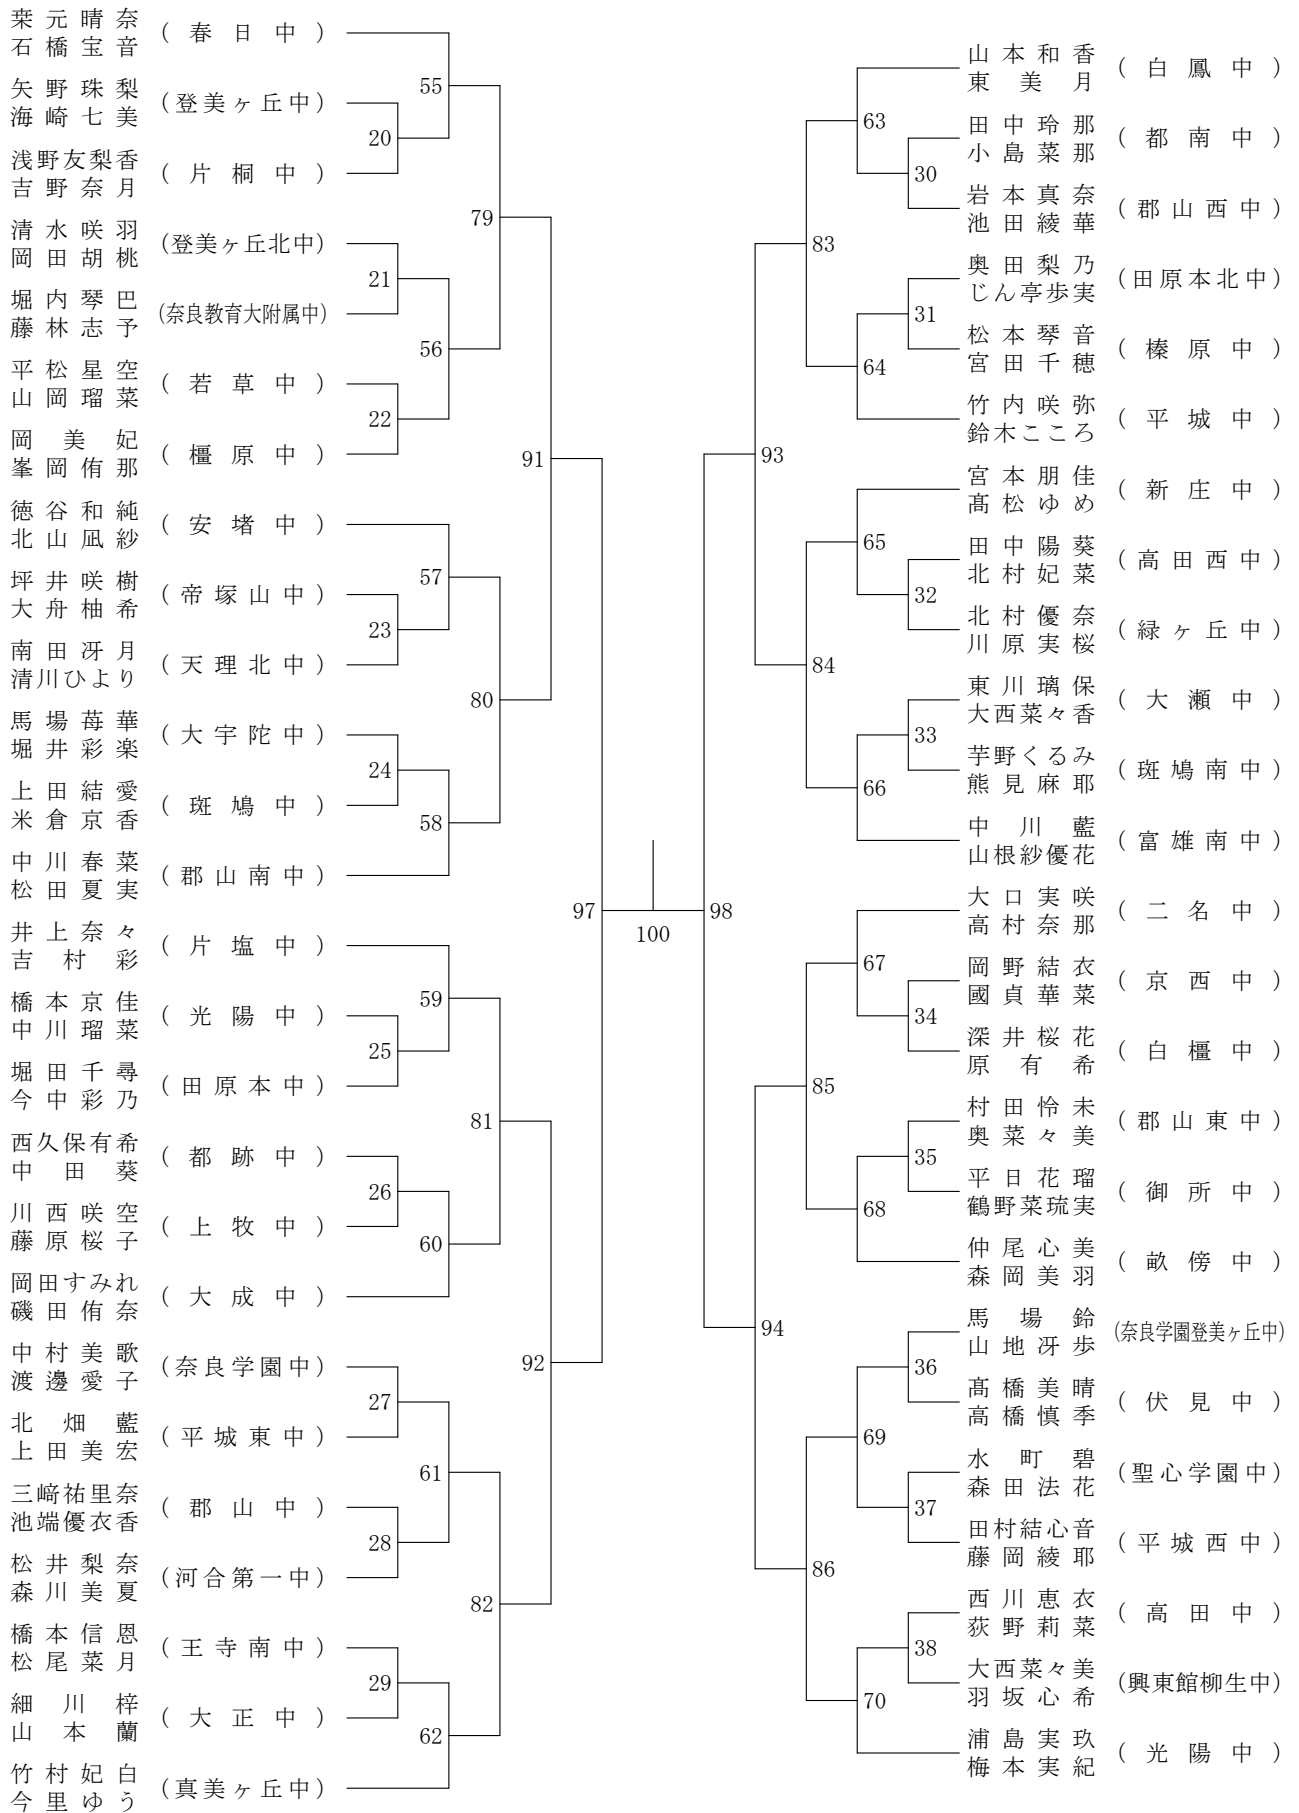 桒元晴奈
石橋宝音
(春日中)
矢野珠梨
海崎七美
(登美ヶ丘中)
浅野友梨香
吉野奈月
(片桐中)
清水咲羽
岡田胡桃
(登美ヶ丘北中)
堀内琴巴
藤林志予
(奈良教育大附属中)
平松星空
山岡瑠菜
(若草中)
岡美妃
峯岡侑那
(橿原中)
徳谷和純
北山凪紗
(安堵中)
坪井咲樹
大舟柚希
(帝塚山中)
南田冴月
清川ひより
(天理北中)
馬場苺華
堀井彩楽
(大宇陀中)
上田結愛
米倉京香
(斑鳩中)
中川春菜
松田夏実
(郡山南中)
井上奈々
吉村彩
(片塩中)
橋本京佳
中川瑠菜
(光陽中)
堀田千尋
今中彩乃
(田原本中)
西久保有希
中田葵
(都跡中)
川西咲空
藤原桜子
(上牧中)
岡田すみれ
磯田侑奈
(大成中)
中村美歌
渡邊愛子
(奈良学園中)
北畑藍
上田美宏
(平城東中)
三﨑祐里奈
池端優衣香
(郡山中)
松井梨奈
森川美夏
(河合第一中)
橋本信恩
松尾菜月
(王寺南中)
細川梓
山本蘭
(大正中)
竹村妃白
今里ゆう
(真美ヶ丘中)
55
20
79
21
56
22
91
57
23
80
24
58
97
59
25
81
26
60
92
27
61
28
82
29
62
100
98
63
30
83
31
64
93
65
32
84
33
66
67
34
85
35
68
94
36
69
37
86
38
70
山本和香
東美月
(白鳳中)
田中玲那
小島菜那
(都南中)
岩本真奈
池田綾華
(郡山西中)
奥田梨乃
じん亭歩実
(田原本北中)
松本琴音
宮田千穂
(榛原中)
竹内咲弥
鈴木こころ
(平城中)
宮本朋佳
髙松ゆめ
(新庄中)
田中陽葵
北村妃菜
(高田西中)
北村優奈
川原実桜
(緑ヶ丘中)
東川璃保
大西菜々香
(大瀬中)
芋野くるみ
熊見麻耶
(斑鳩南中)
中川藍
山根紗優花
(富雄南中)
大口実咲
高村奈那
(二名中)
岡野結衣
國貞華菜
(京西中)
深井桜花
原有希
(白橿中)
村田怜未
奥菜々美
(郡山東中)
平日花瑠
鶴野菜琉実
(御所中)
仲尾心美
森岡美羽
(畝傍中)
馬場鈴
山地冴歩
(奈良学園登美ヶ丘中)
髙橋美晴
高橋慎季
(伏見中)
水町碧
森田法花
(聖心学園中)
田村結心音
藤岡綾耶
(平城西中)
西川恵衣
荻野莉菜
(高田中)
大西菜々美
羽坂心希
(興東館柳生中)
浦島実玖
梅本実紀
(光陽中)